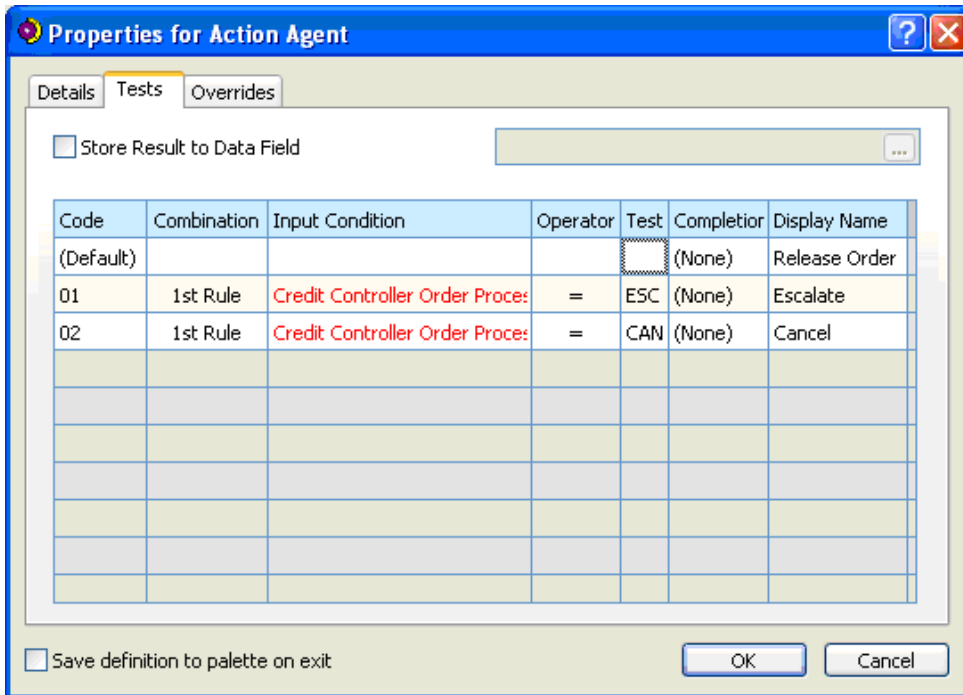 Properties for Action Agent
Details Tests Overrides
Store Result to Data Field ...
Code Combination Input Condition Operator Test Completior Display Name
(Default) (None) Release Order
01 1st Rule Credit Controller Order Proces = ESC (None) Escalate
02 1st Rule Credit Controller Order Proces = CAN (None) Cancel
Save definition to palette on exit OK Cancel